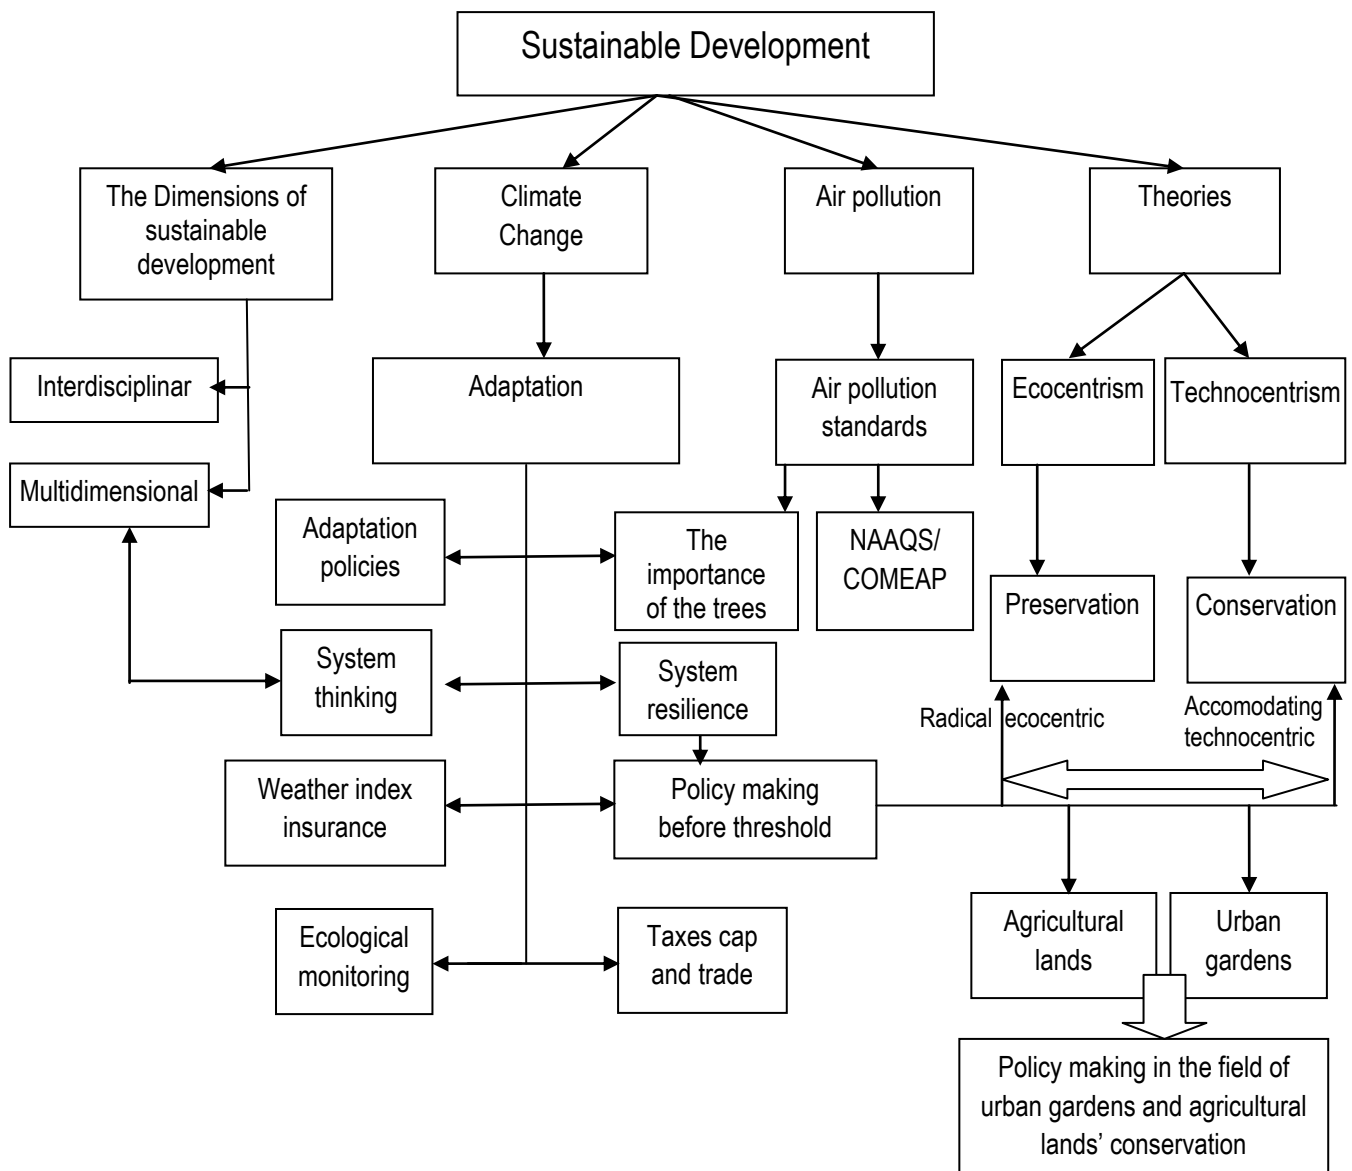 Sustainable Development
The Dimensions of
sustainable
development
Climate
Change
Air pollution
Theories
Interdisciplinar
Adaptation
Air pollution
standards
Ecocentrism
Technocentrism
Multidimensional
Adaptation
policies
The
importance
of the trees
NAAQS/
COMEAP
Preservation
Conservation
System
thinking
System
resilience
Radical ecocentric
Accomodating
technocentric
Weather index
insurance
Policy making
before threshold
Ecological
monitoring
Taxes cap
and trade
Agricultural
lands
Urban
gardens
Policy making in the field of
urban gardens and agricultural
lands’ conservation